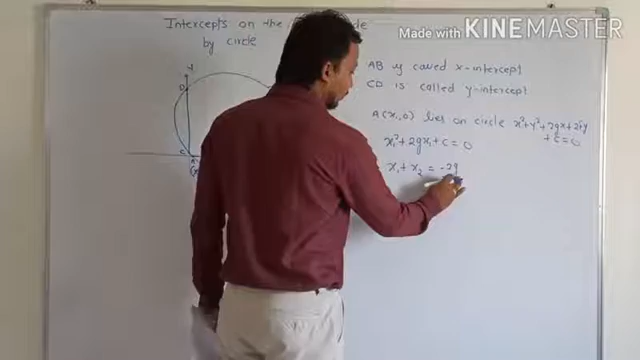 Intercepts on the
by circle
Made with KINEMASTER
AB is called x-intercept
CD is called y-intercept
A(x₁,0) lies on circle x²+y²+2gx+2fy
+c=0
x₁²+2gx₁+c=0
x₁+x₂=-2g
Y
D
C
A